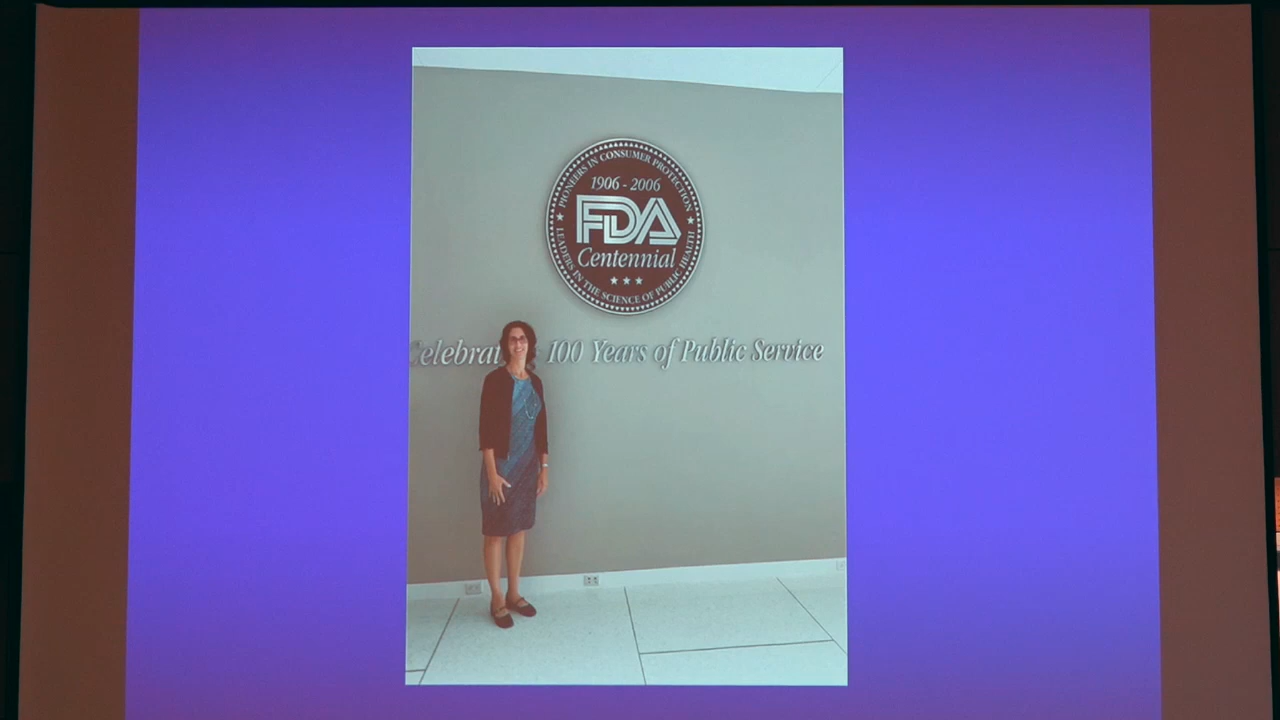 PIONEERS IN CONSUMER PROTECTION
1906 - 2006
FDA
Centennial
LEADERS IN THE SCIENCE OF PUBLIC HEALTH
100 Years of Public Service